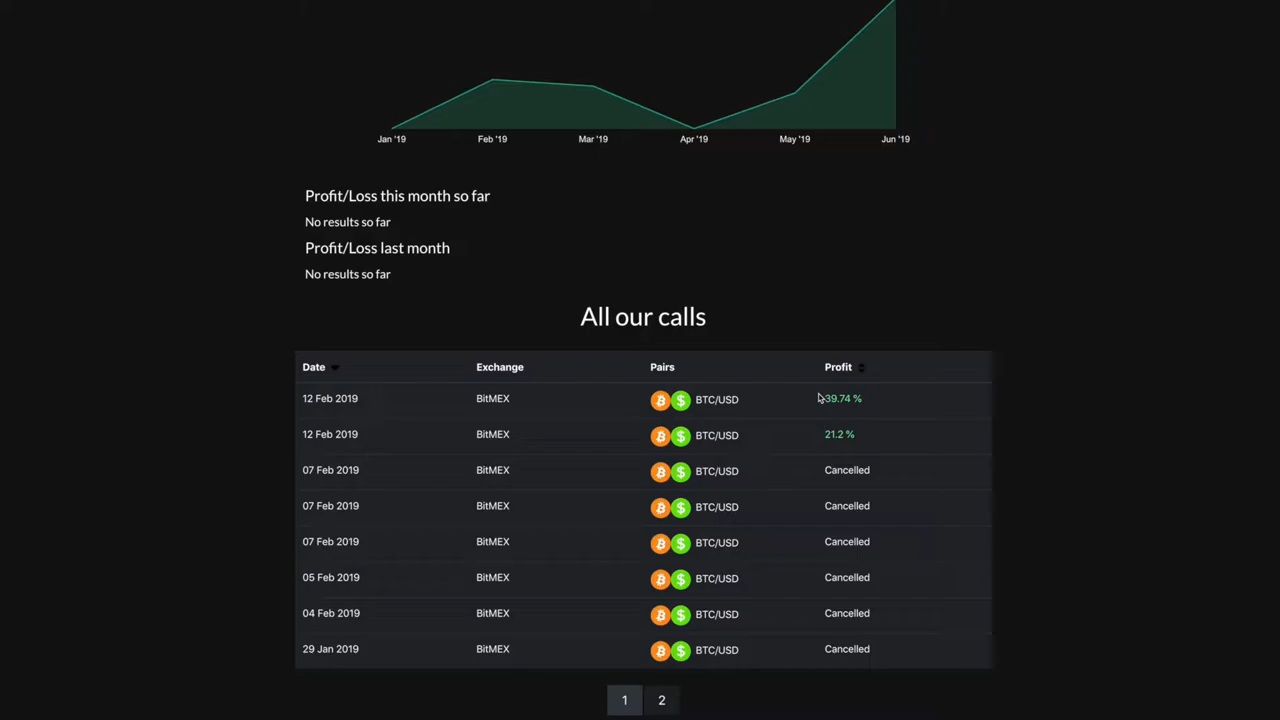 Jan '19 Feb '19 Mar '19 Apr '19 May '19 Jun '19
Profit/Loss this month so far
No results so far
Profit/Loss last month
No results so far
All our calls
Date Exchange Pairs Profit
12 Feb 2019 BitMEX BTC/USD 39.74 %
12 Feb 2019 BitMEX BTC/USD 21.2 %
07 Feb 2019 BitMEX BTC/USD Cancelled
07 Feb 2019 BitMEX BTC/USD Cancelled
07 Feb 2019 BitMEX BTC/USD Cancelled
05 Feb 2019 BitMEX BTC/USD Cancelled
04 Feb 2019 BitMEX BTC/USD Cancelled
29 Jan 2019 BitMEX BTC/USD Cancelled
1 2